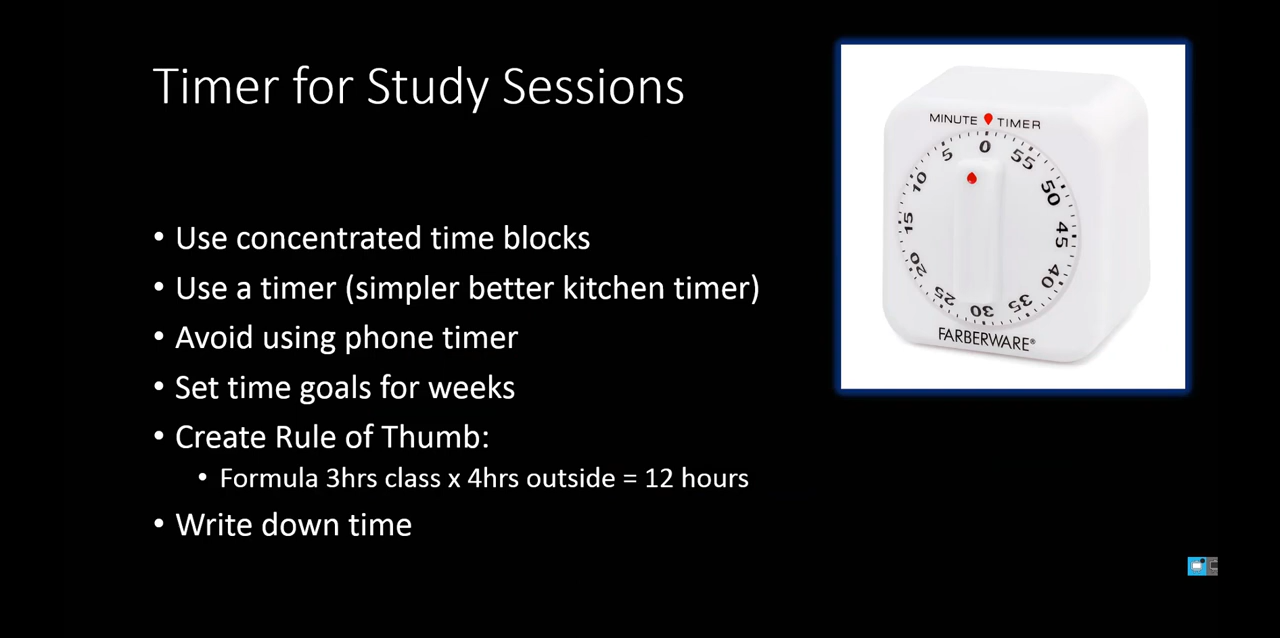 Timer for Study Sessions
• Use concentrated time blocks
• Use a timer (simpler better kitchen timer)
• Avoid using phone timer
• Set time goals for weeks
• Create Rule of Thumb:
• Formula 3hrs class x 4hrs outside = 12 hours
• Write down time
MINUTE TIMER
0
55
50
45
40
35
30
25
20
15
10
5
FARBERWARE®